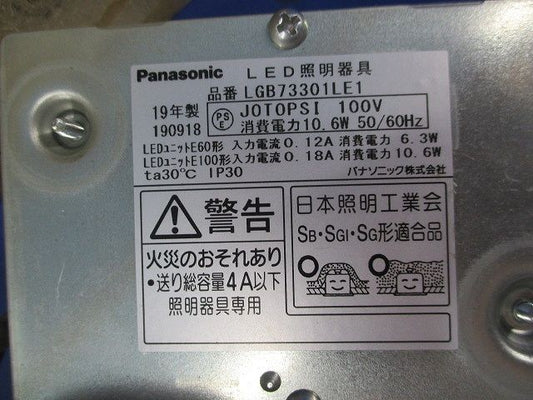 Panasonic LED照明器具
品番 LGB73301LE1
19年製
190918
PS E
JOTOPSI 100V
消費電力10.6W 50/60Hz
LEDユニットE60形 入力電流0.12A 消費電力 6.3W
LEDユニットE100形 入力電流0.18A 消費電力 10.6W
ta30℃ IP30
パナソニック株式会社
警告
火災のおそれあり
・送り総容量4A以下
照明器具専用
日本照明工業会
SB・SGI・SG形適合品